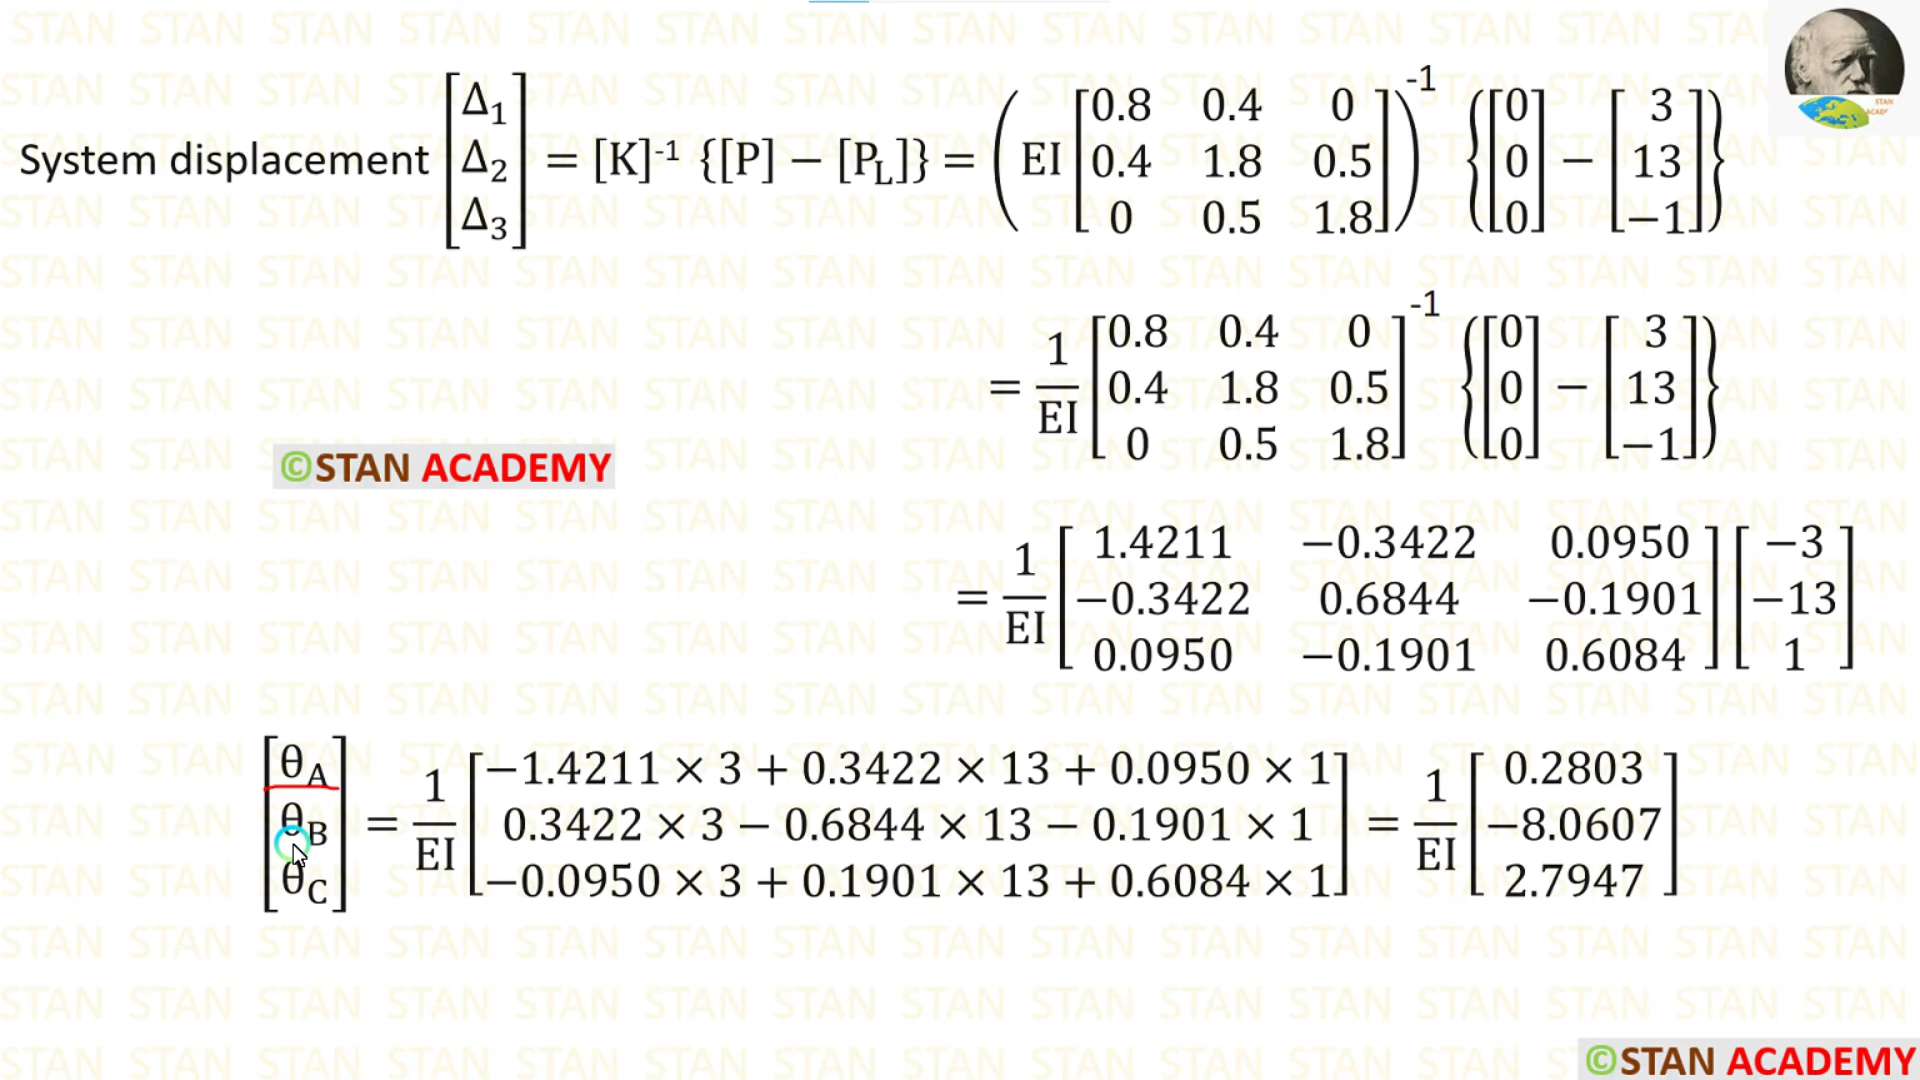 System displacement [Δ1 Δ2 Δ3] = [K]-1 {[P] − [PL]} = (EI [0.8 0.4 0; 0.4 1.8 0.5; 0 0.5 1.8])-1 {[0 0 0] − [3 13 −1]}
= 1/EI [0.8 0.4 0; 0.4 1.8 0.5; 0 0.5 1.8]-1 {[0 0 0] − [3 13 −1]}
©STAN ACADEMY
= 1/EI [1.4211 −0.3422 0.0950; −0.3422 0.6844 −0.1901; 0.0950 −0.1901 0.6084] [−3 −13 1]
[θA θB θC] = 1/EI [−1.4211 × 3 + 0.3422 × 13 + 0.0950 × 1; 0.3422 × 3 − 0.6844 × 13 − 0.1901 × 1; −0.0950 × 3 + 0.1901 × 13 + 0.6084 × 1] = 1/EI [0.2803 −8.0607 2.7947]
©STAN ACADEMY